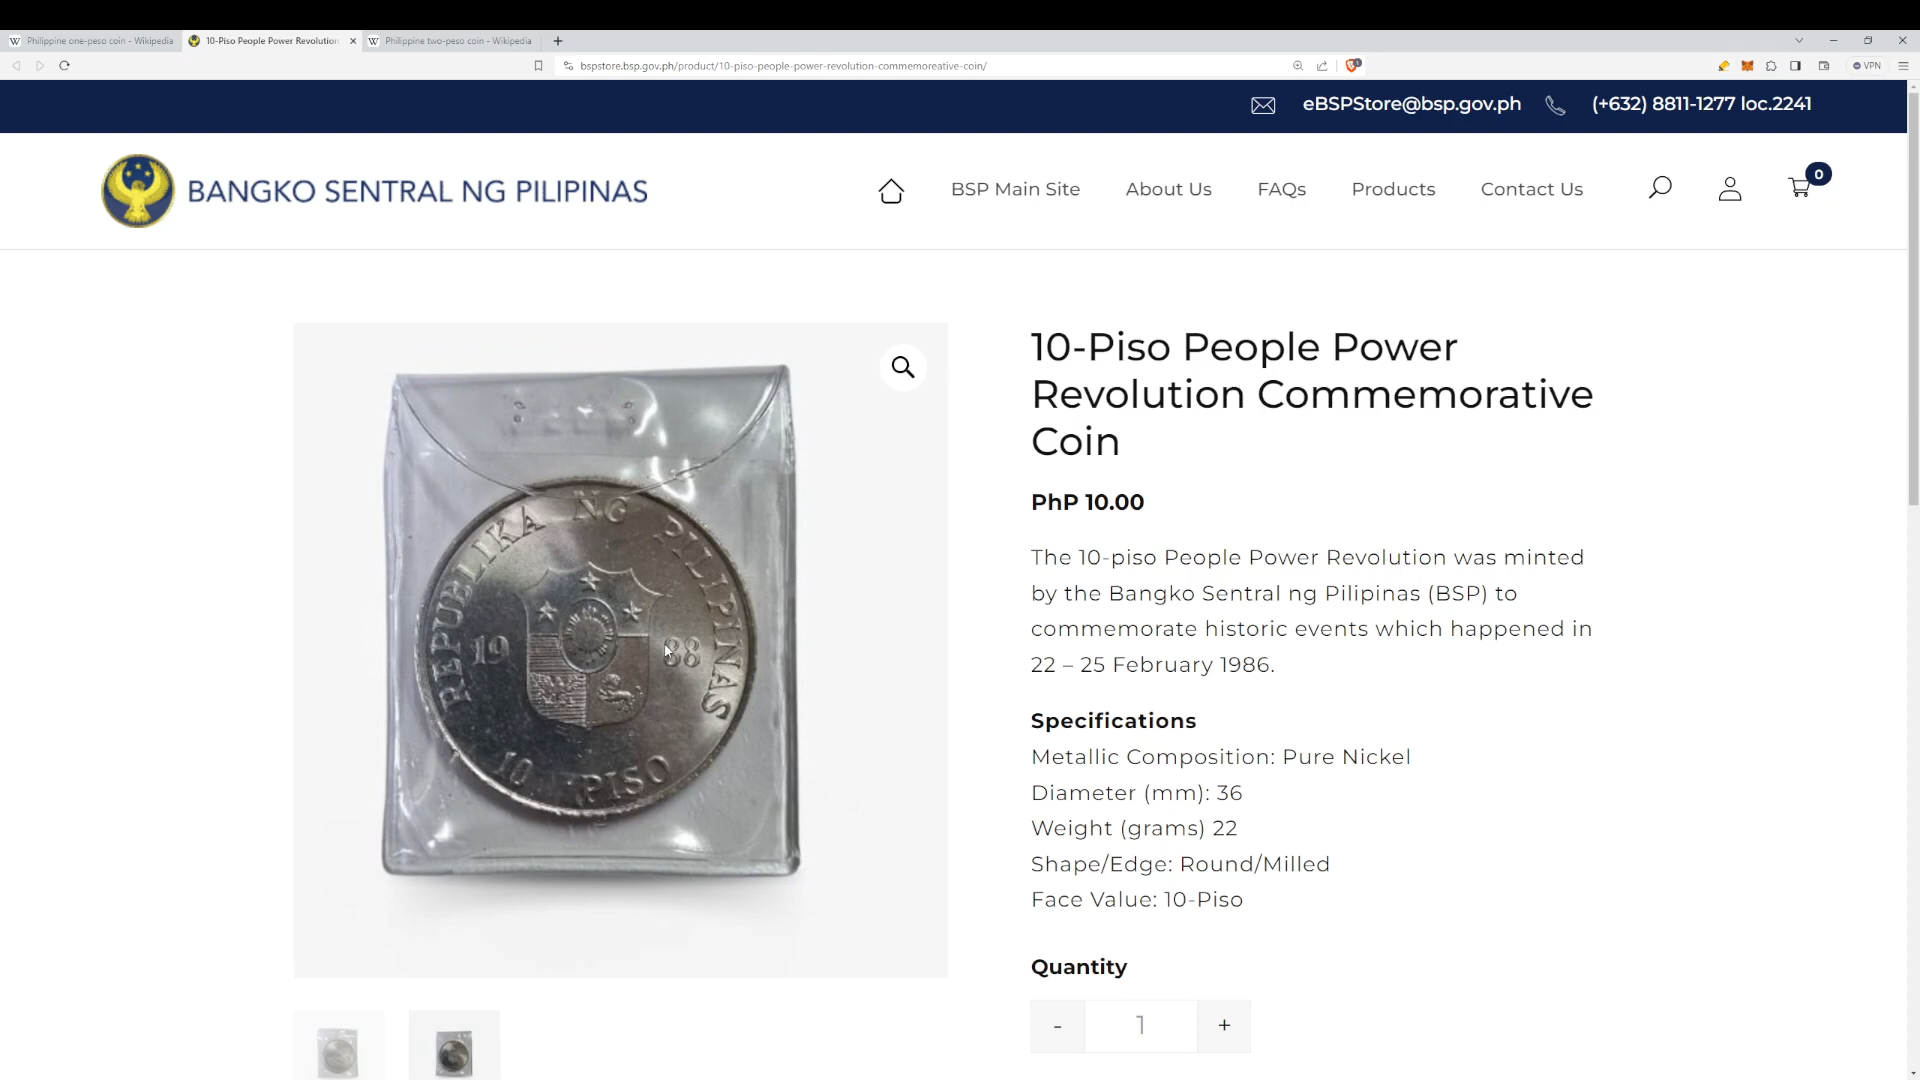 Philippine one-peso coin - Wikipedia
10-Piso People Power Revolution
Philippine two-peso coin - Wikipedia
bspstore.bsp.gov.ph/product/10-piso-people-power-revolution-commemoreative-coin/
VPN
eBSPStore@bsp.gov.ph
(+632) 8811-1277 loc.2241
BANGKO SENTRAL NG PILIPINAS
BSP Main Site
About Us
FAQs
Products
Contact Us
0
REPUBLIKA NG PILIPINAS
19 88
10 PISO
10-Piso People Power
Revolution Commemorative
Coin
PhP 10.00
The 10-piso People Power Revolution was minted
by the Bangko Sentral ng Pilipinas (BSP) to
commemorate historic events which happened in
22 – 25 February 1986.
Specifications
Metallic Composition: Pure Nickel
Diameter (mm): 36
Weight (grams) 22
Shape/Edge: Round/Milled
Face Value: 10-Piso
Quantity
- 1 +